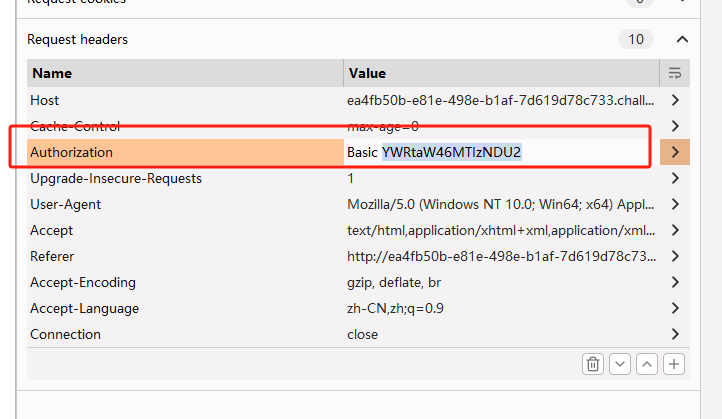 Request cookies 0
Request headers 10
Name Value
Host ea4fb50b-e81e-498e-b1af-7d619d78c733.chall...
Cache-Control max-age=0
Authorization Basic YWRtaW46MTIzNDU2
Upgrade-Insecure-Requests 1
User-Agent Mozilla/5.0 (Windows NT 10.0; Win64; x64) Appl...
Accept text/html,application/xhtml+xml,application/xml...
Referer http://ea4fb50b-e81e-498e-b1af-7d619d78c73...
Accept-Encoding gzip, deflate, br
Accept-Language zh-CN,zh;q=0.9
Connection close